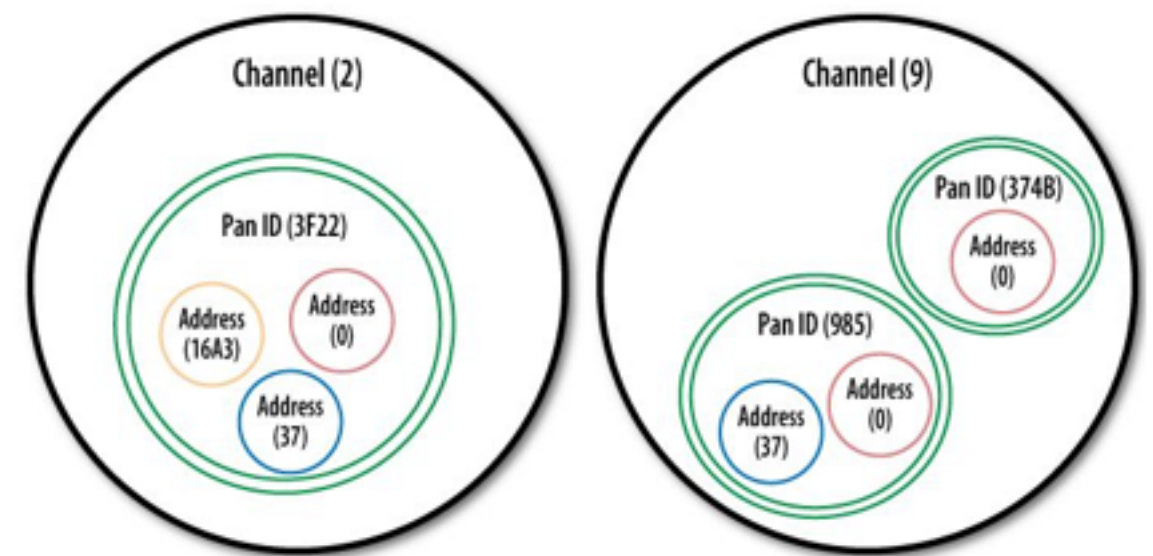 Channel (2)
Pan ID (3F22)
Address
(16A3)
Address
(0)
Address
(37)
Channel (9)
Pan ID (374B)
Address
(0)
Pan ID (985)
Address
(37)
Address
(0)